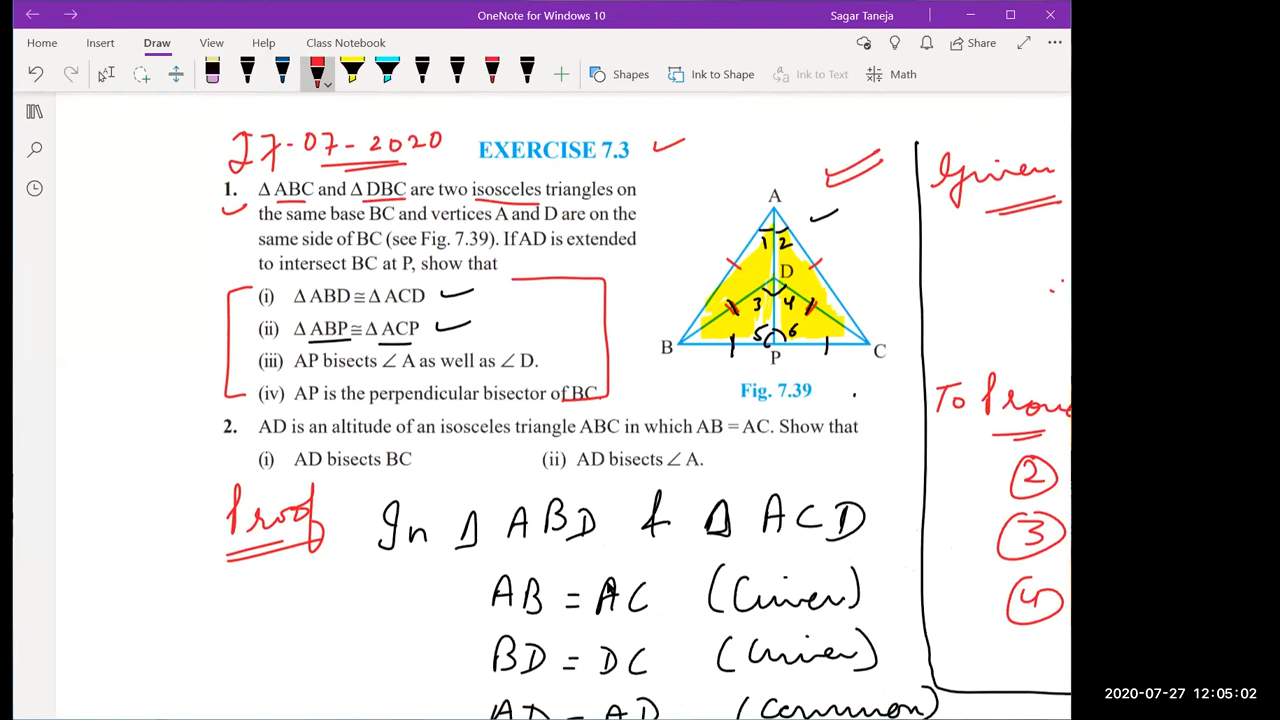 OneNote for Windows 10
Sagar Taneja
Home Insert Draw View Help Class Notebook
Share
Shapes Ink to Shape Ink to Text Math
27-07-2020
EXERCISE 7.3
Given
1. Δ ABC and Δ DBC are two isosceles triangles on
the same base BC and vertices A and D are on the
same side of BC (see Fig. 7.39). If AD is extended
to intersect BC at P, show that
(i) Δ ABD ≅ Δ ACD
(ii) Δ ABP ≅ Δ ACP
(iii) AP bisects ∠ A as well as ∠ D.
(iv) AP is the perpendicular bisector of BC.
A
1 2
D
3 4
5 6
B P C
Fig. 7.39
To Prove
2
3
4
2. AD is an altitude of an isosceles triangle ABC in which AB = AC. Show that
(i) AD bisects BC (ii) AD bisects ∠ A.
Proof In Δ ABD & Δ ACD
AB = AC (Given)
BD = DC (Given)
AD = AD (Common)
2020-07-27 12:05:02